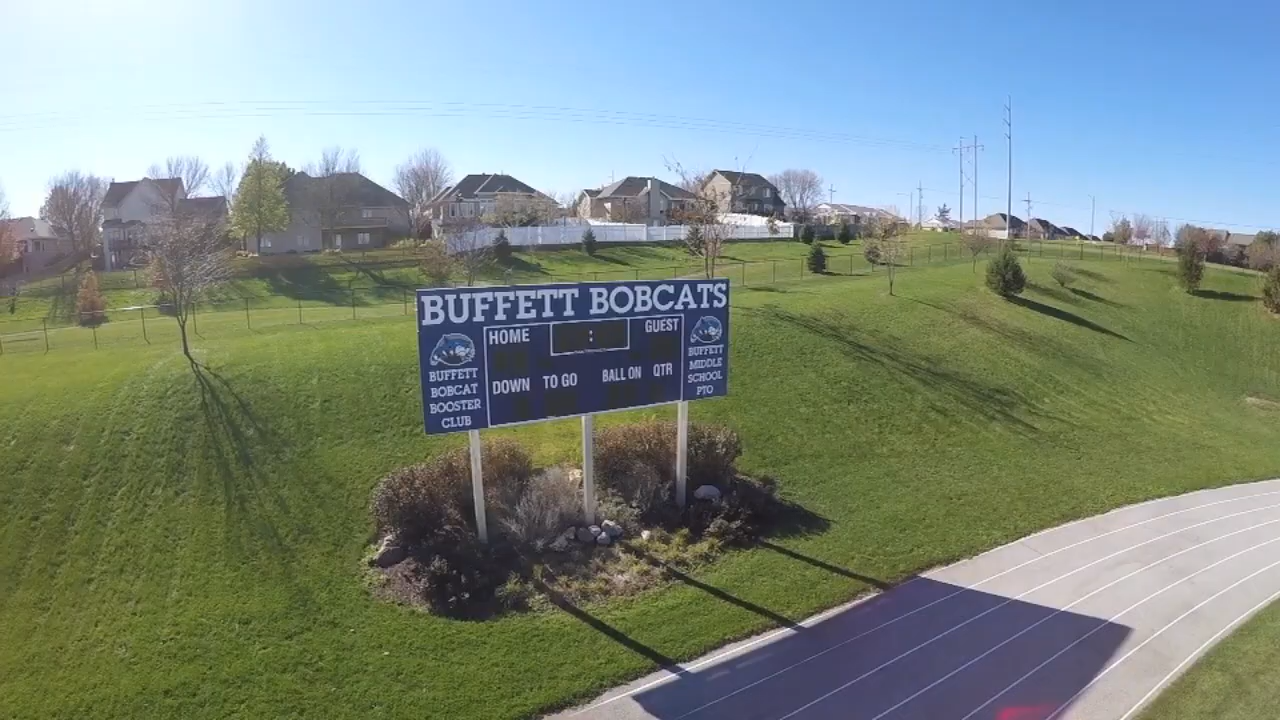 BUFFETT BOBCATS
HOME
:
GUEST
DOWN TO GO BALL ON QTR
BUFFETT
BOBCAT
BOOSTER
CLUB
BUFFETT
MIDDLE
SCHOOL
PTO